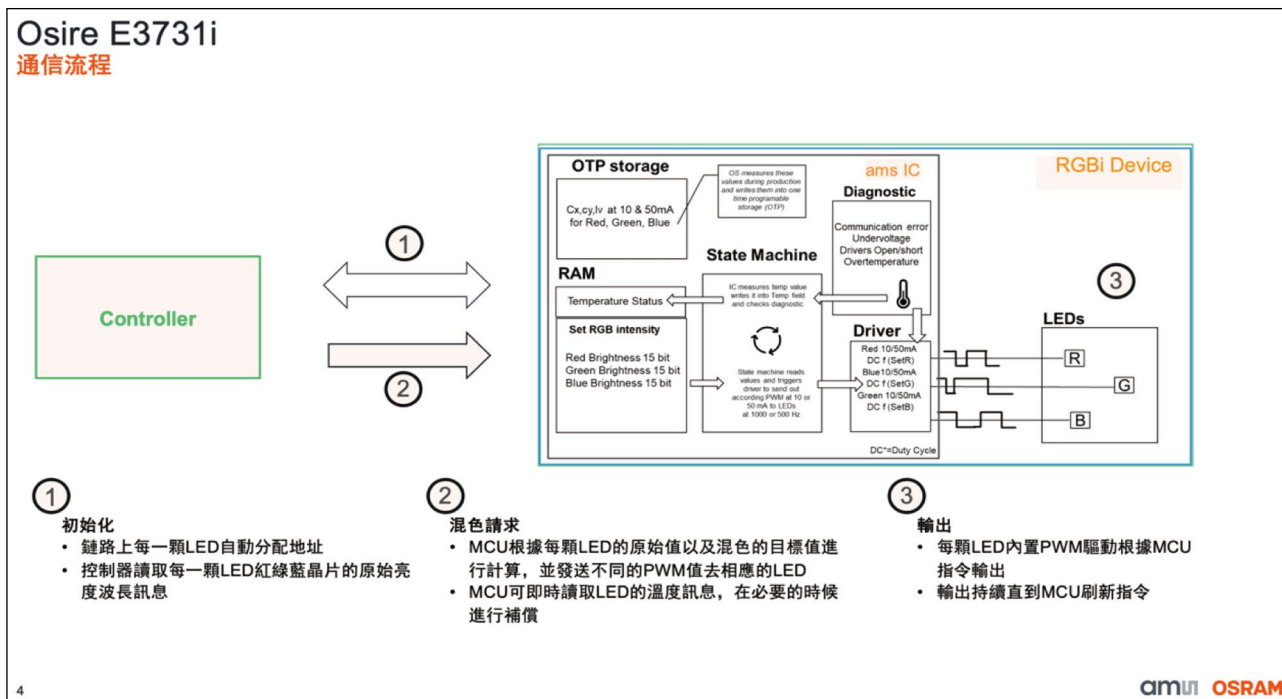 Osire E3731i
通信流程
RGBi Device
ams IC
OTP storage
Cx,cy,lv at 10 & 50mA
for Red, Green, Blue
OS measures these
values during production
and writes them into one
time programable
storage (OTP)
Diagnostic
Communication error
Undervoltage
Drivers Open/short
Overtemperature
RAM
Temperature Status
Set RGB intensity
Red Brightness 15 bit
Green Brightness 15 bit
Blue Brightness 15 bit
State Machine
IC measures temp value
writes it into Temp field
and checks diagnostic
State machine reads
values and triggers
driver to send out
according PWM at 10 or
50 mA to LEDs
at 1000 or 500 Hz
Driver
Red 10/50mA
DC f (SetR)
Blue10/50mA
DC f (SetG)
Green 10/50mA
DC f (SetB)
DC*=Duty Cycle
LEDs
R
G
B
3
Controller
1
2
1
初始化
• 鏈路上每一顆LED自動分配地址
• 控制器讀取每一顆LED紅綠藍晶片的原始亮
度波長訊息
2
混色請求
• MCU根據每顆LED的原始值以及混色的目標值進
行計算，並發送不同的PWM值去相應的LED
• MCU可即時讀取LED的溫度訊息，在必要的時候
進行補償
3
輸出
• 每顆LED內置PWM驅動根據MCU
指令輸出
• 輸出持續直到MCU刷新指令
4
amu OSRAM